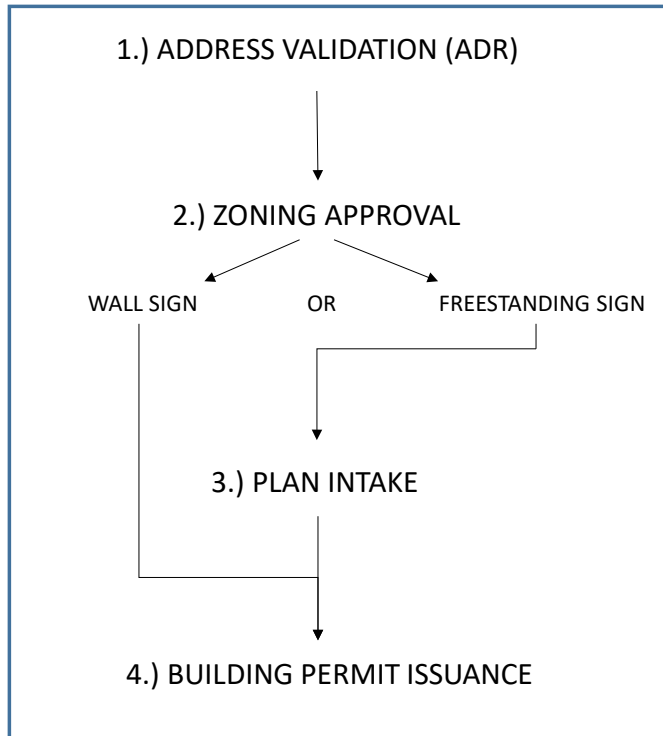 1.) ADDRESS VALIDATION (ADR)
2.) ZONING APPROVAL
WALL SIGN OR FREESTANDING SIGN
3.) PLAN INTAKE
4.) BUILDING PERMIT ISSUANCE